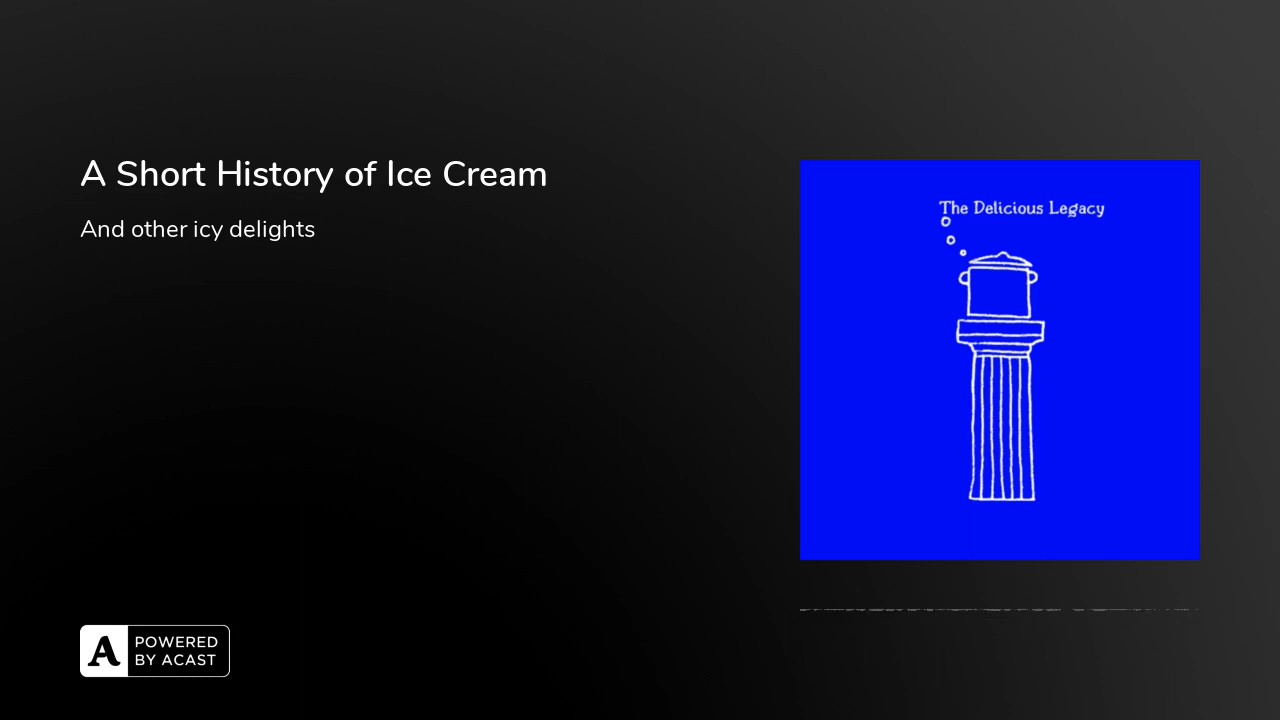 A Short History of Ice Cream
And other icy delights
The Delicious Legacy
A POWERED
BY ACAST